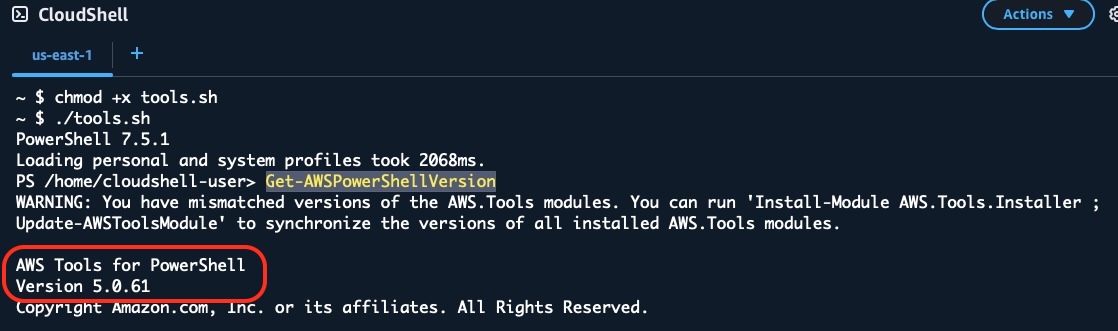 CloudShell
Actions ▼
us-east-1 +
~ $ chmod +x tools.sh
~ $ ./tools.sh
PowerShell 7.5.1
Loading personal and system profiles took 2068ms.
PS /home/cloudshell-user> Get-AWSPowerShellVersion
WARNING: You have mismatched versions of the AWS.Tools modules. You can run 'Install-Module AWS.Tools.Installer ;
Update-AWSToolsModule' to synchronize the versions of all installed AWS.Tools modules.
AWS Tools for PowerShell
Version 5.0.61
Copyright Amazon.com, Inc. or its affiliates. All Rights Reserved.